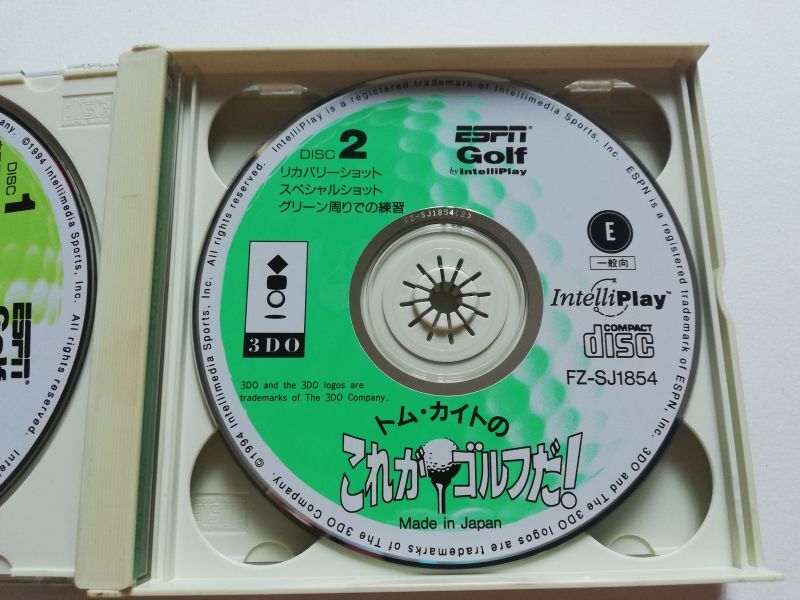 DISC 2
リカバリーショット
スペシャルショット
グリーン周りでの練習
ESPN
Golf
by IntelliPlay
FZ-SJ1854(2)
E
一般向
IntelliPlay™
COMPACT
disc
FZ-SJ1854
3DO
3DO and the 3DO logos are
trademarks of The 3DO Company.
トム・カイトの
これがゴルフだ!
Made in Japan
©1994 Intellimedia Sports, Inc. All rights reserved. IntelliPlay is a registered trademark of Intellimedia Sports, Inc. ESPN is a registered trademark of ESPN, Inc. 3DO and The 3DO logos are trademarks of The 3DO Company.
DISC 1
ESPN
©1994 Intellimedia Sports, Inc. All rights reserved.
disc